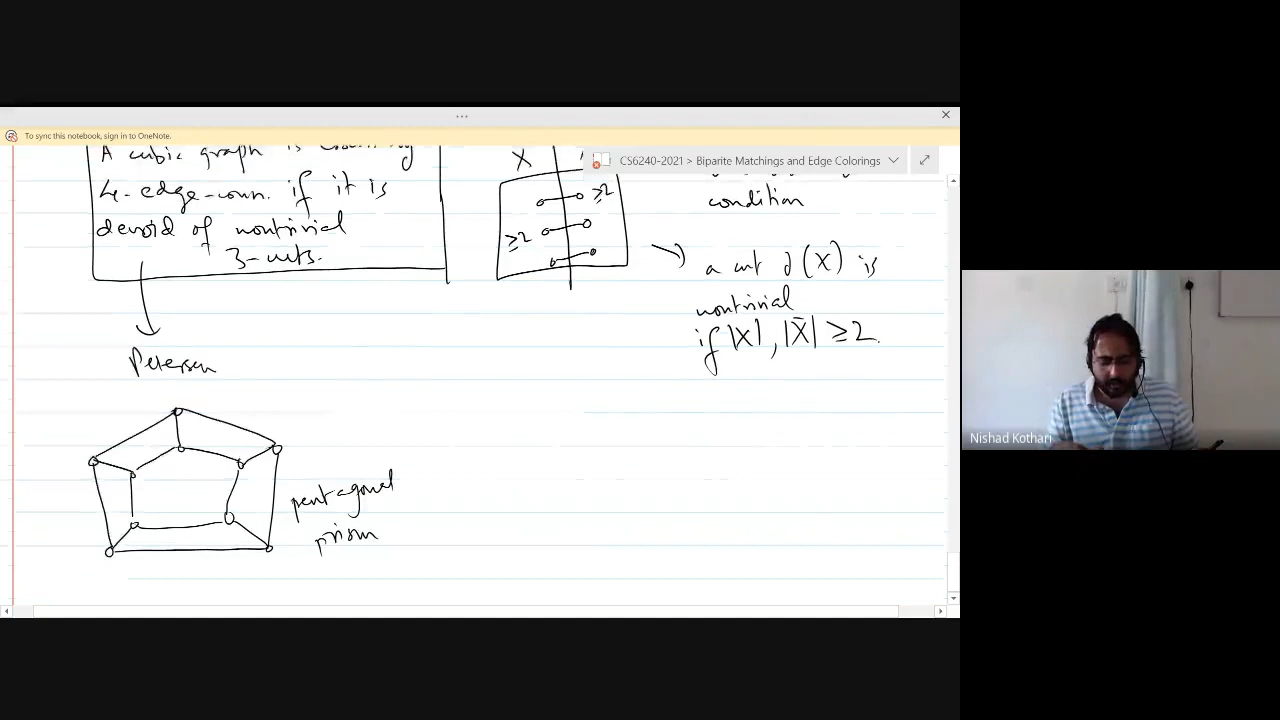 To sync this notebook, sign in to OneNote.
CS6240-2021 > Biparite Matchings and Edge Colorings
A cubic graph is
4-edge-conn. if it is
devoid of nontrivial
3-cuts.
X
≥2
≥2
condition
a cut ∂(X) is
nontrivial
if |X|, |X̄| ≥2.
Petersen
pentagonal
prism
Nishad Kothari